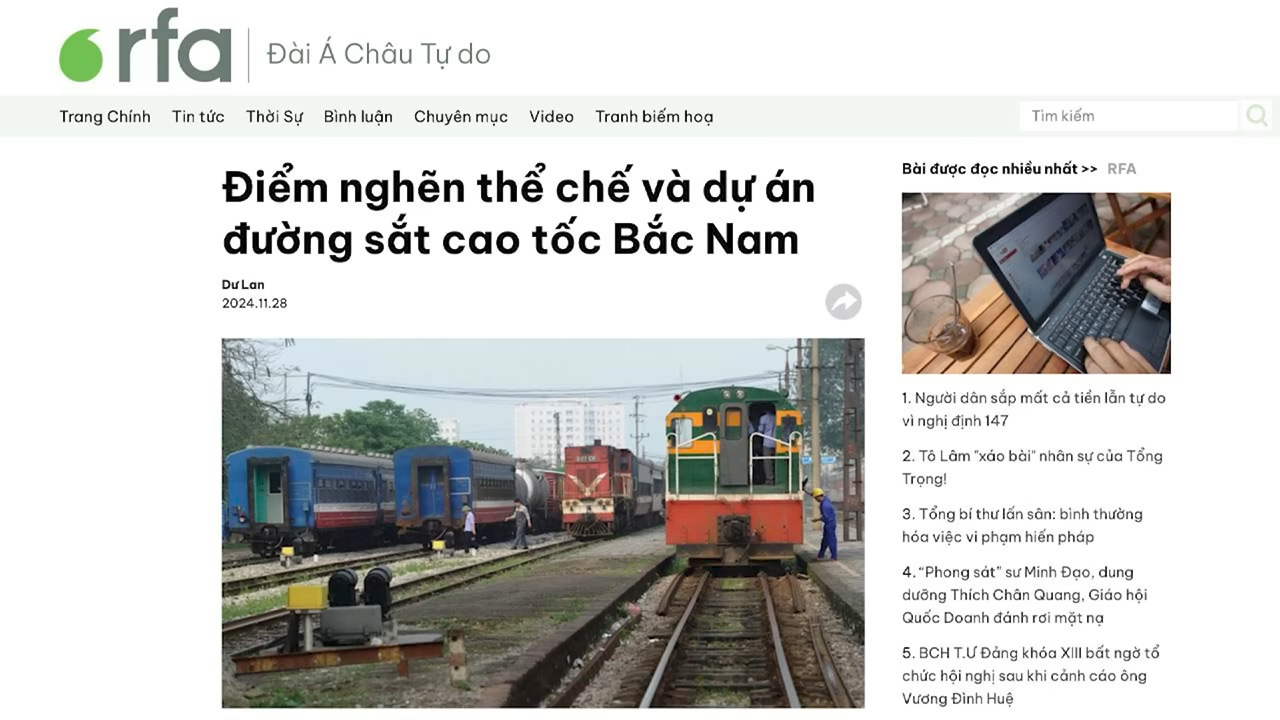 rfa
Đài Á Châu Tự do
Trang Chính Tin tức Thời Sự Bình luận Chuyên mục Video Tranh biếm hoạ
Tìm kiếm
Điểm nghẽn thể chế và dự án
đường sắt cao tốc Bắc Nam
Dư Lan
2024.11.28
Bài được đọc nhiều nhất >> RFA
1. Người dân sắp mất cả tiền lẫn tự do
vì nghị định 147
2. Tô Lâm "xáo bài" nhân sự của Tổng
Trọng!
3. Tổng bí thư lấn sân: bình thường
hóa việc vi phạm hiến pháp
4. “Phong sát” sư Minh Đạo, dung
dưỡng Thích Chân Quang, Giáo hội
Quốc Doanh đánh rơi mặt nạ
5. BCH T.Ư Đảng khóa XIII bất ngờ tổ
chức hội nghị sau khi cảnh cáo ông
Vương Đình Huệ